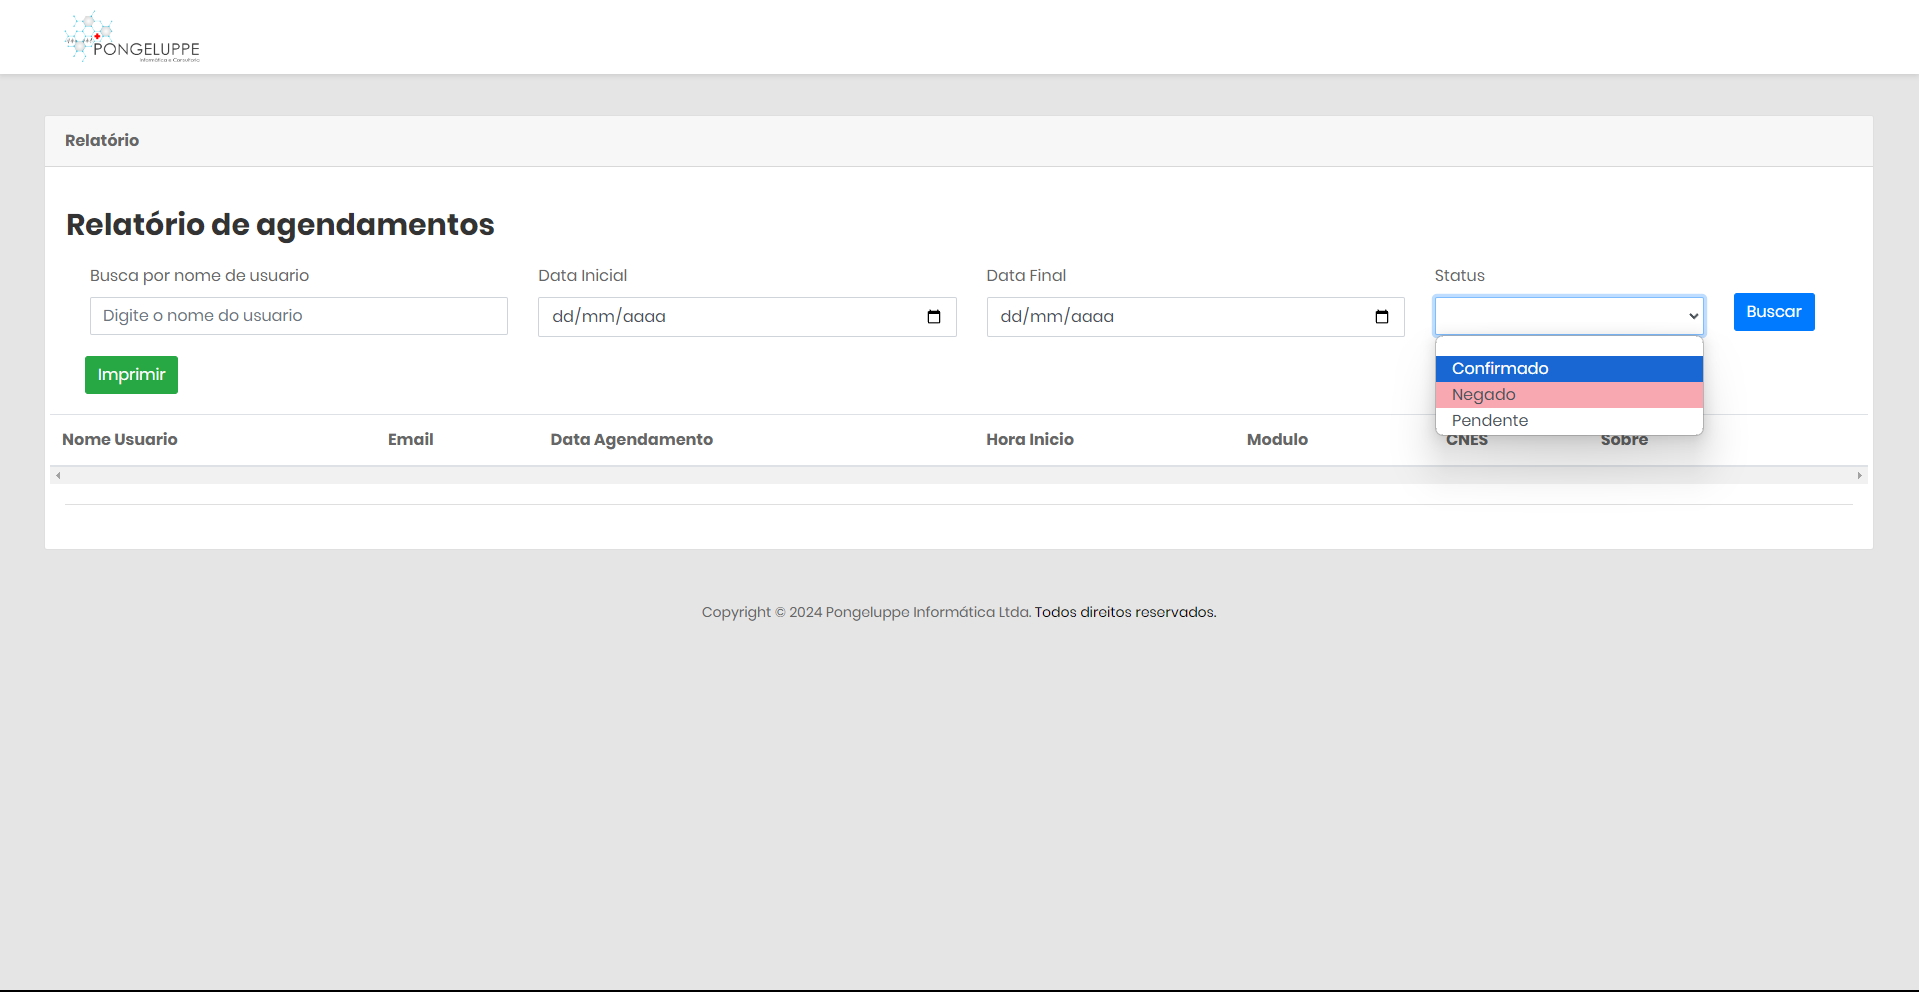 PONGELUPPE
Informática e Consultoria
Relatório
Relatório de agendamentos
Busca por nome de usuario
Data Inicial
Data Final
Status
Digite o nome do usuario
dd/mm/aaaa
dd/mm/aaaa
Buscar
Confirmado
Negado
Pendente
Imprimir
Nome Usuario
Email
Data Agendamento
Hora Inicio
Modulo
CNES
Sobre
Copyright © 2024 Pongeluppe Informática Ltda. Todos direitos reservados.